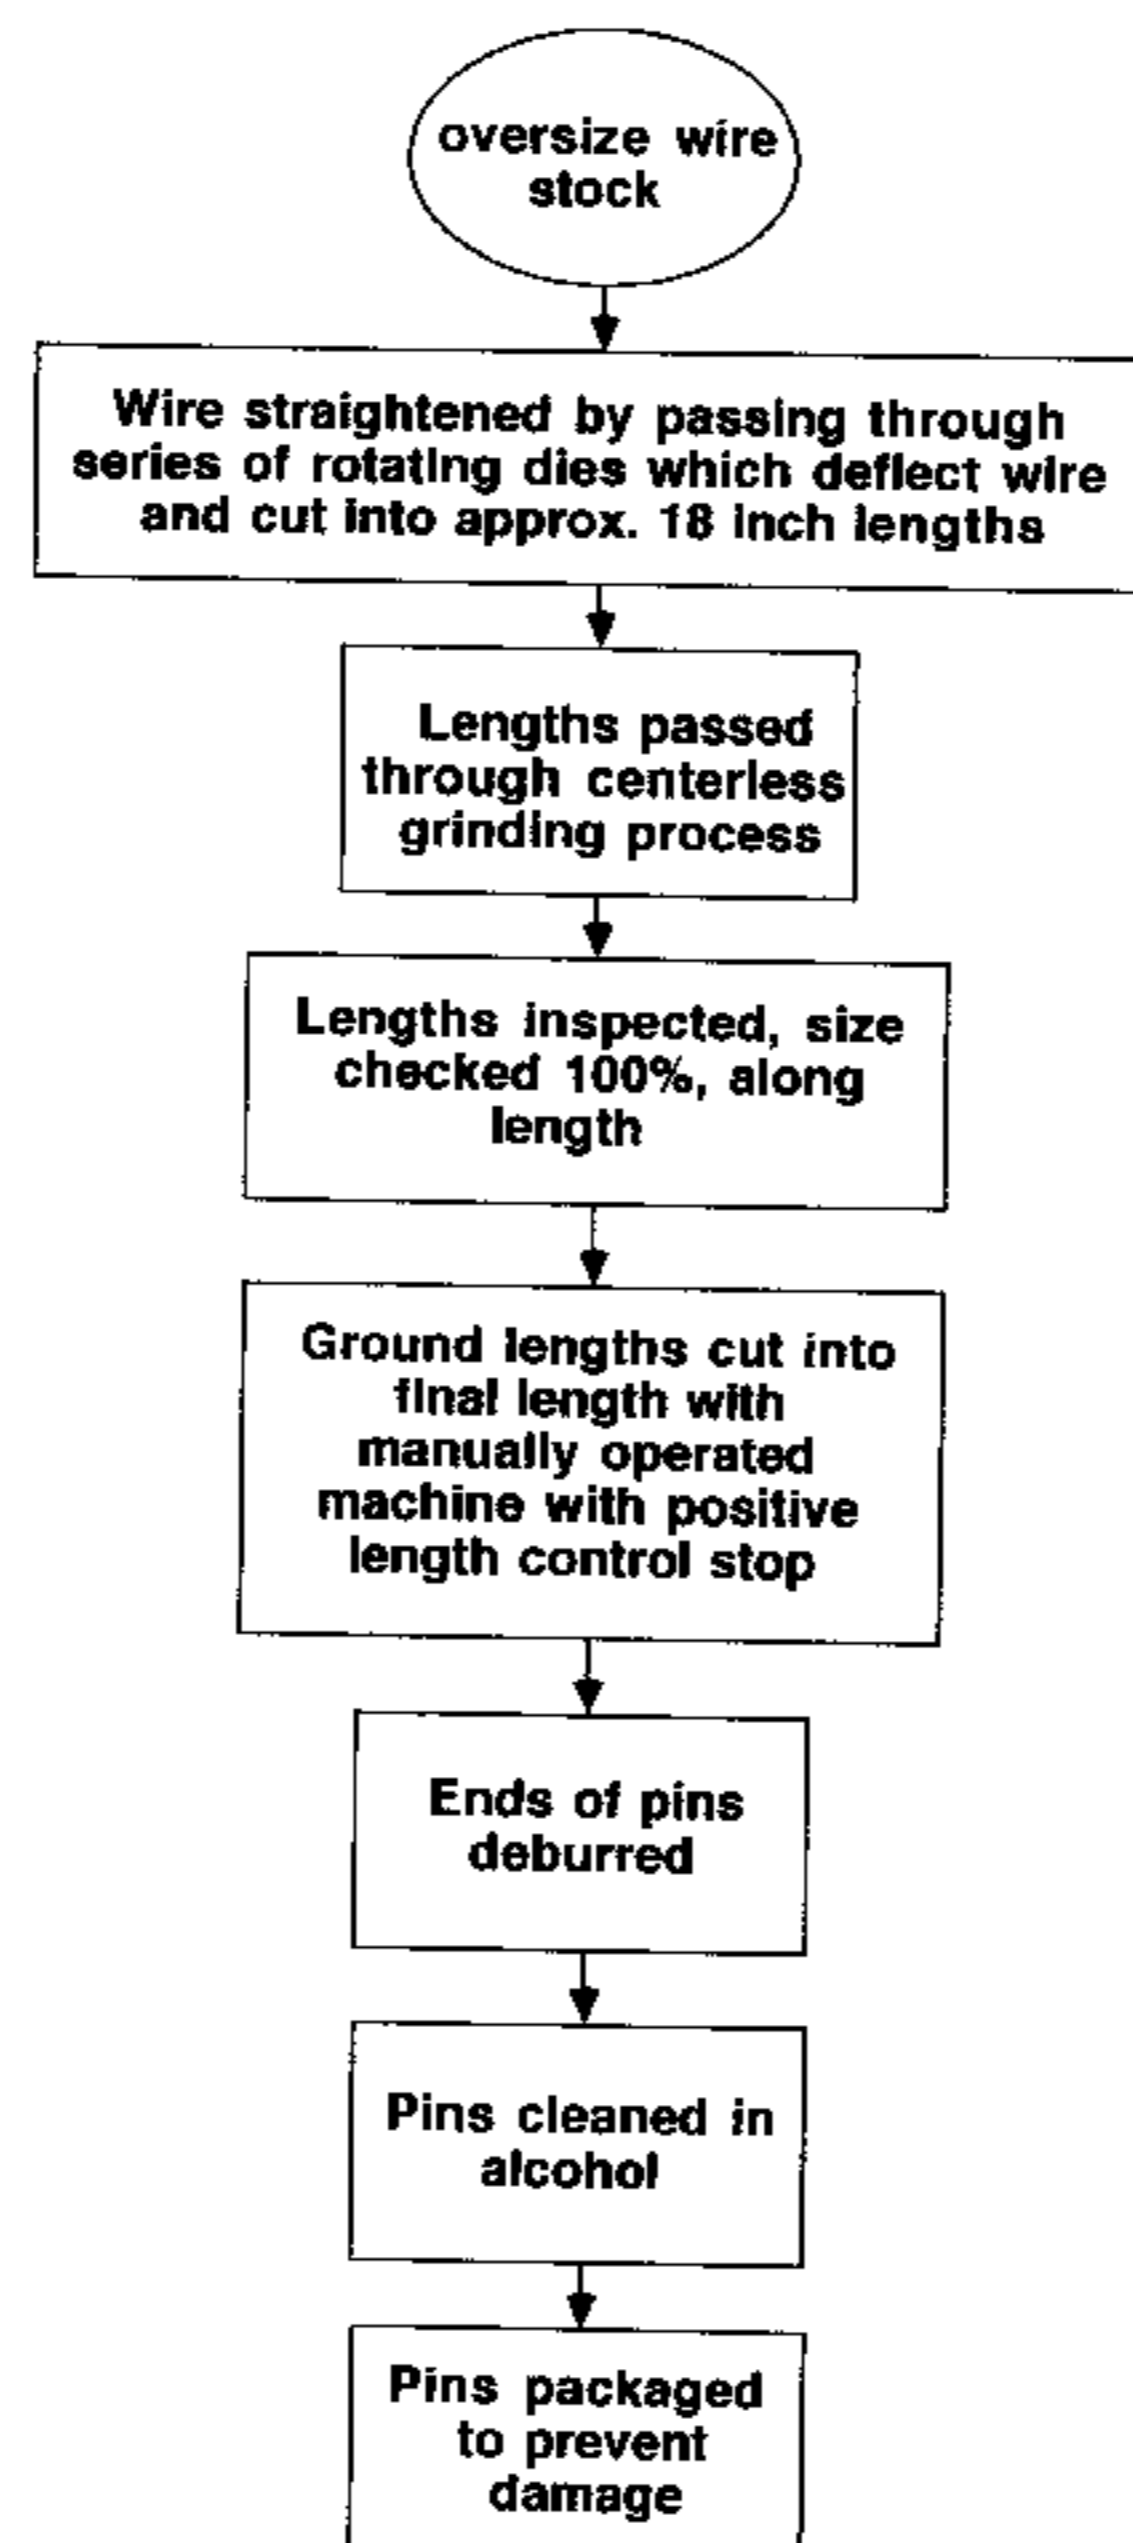 oversize wire
stock
Wire straightened by passing through
series of rotating dies which deflect wire
and cut into approx. 18 inch lengths
Lengths passed
through centerless
grinding process
Lengths inspected, size
checked 100%, along
length
Ground lengths cut into
final length with
manually operated
machine with positive
length control stop
Ends of pins
deburred
Pins cleaned in
alcohol
Pins packaged
to prevent
damage